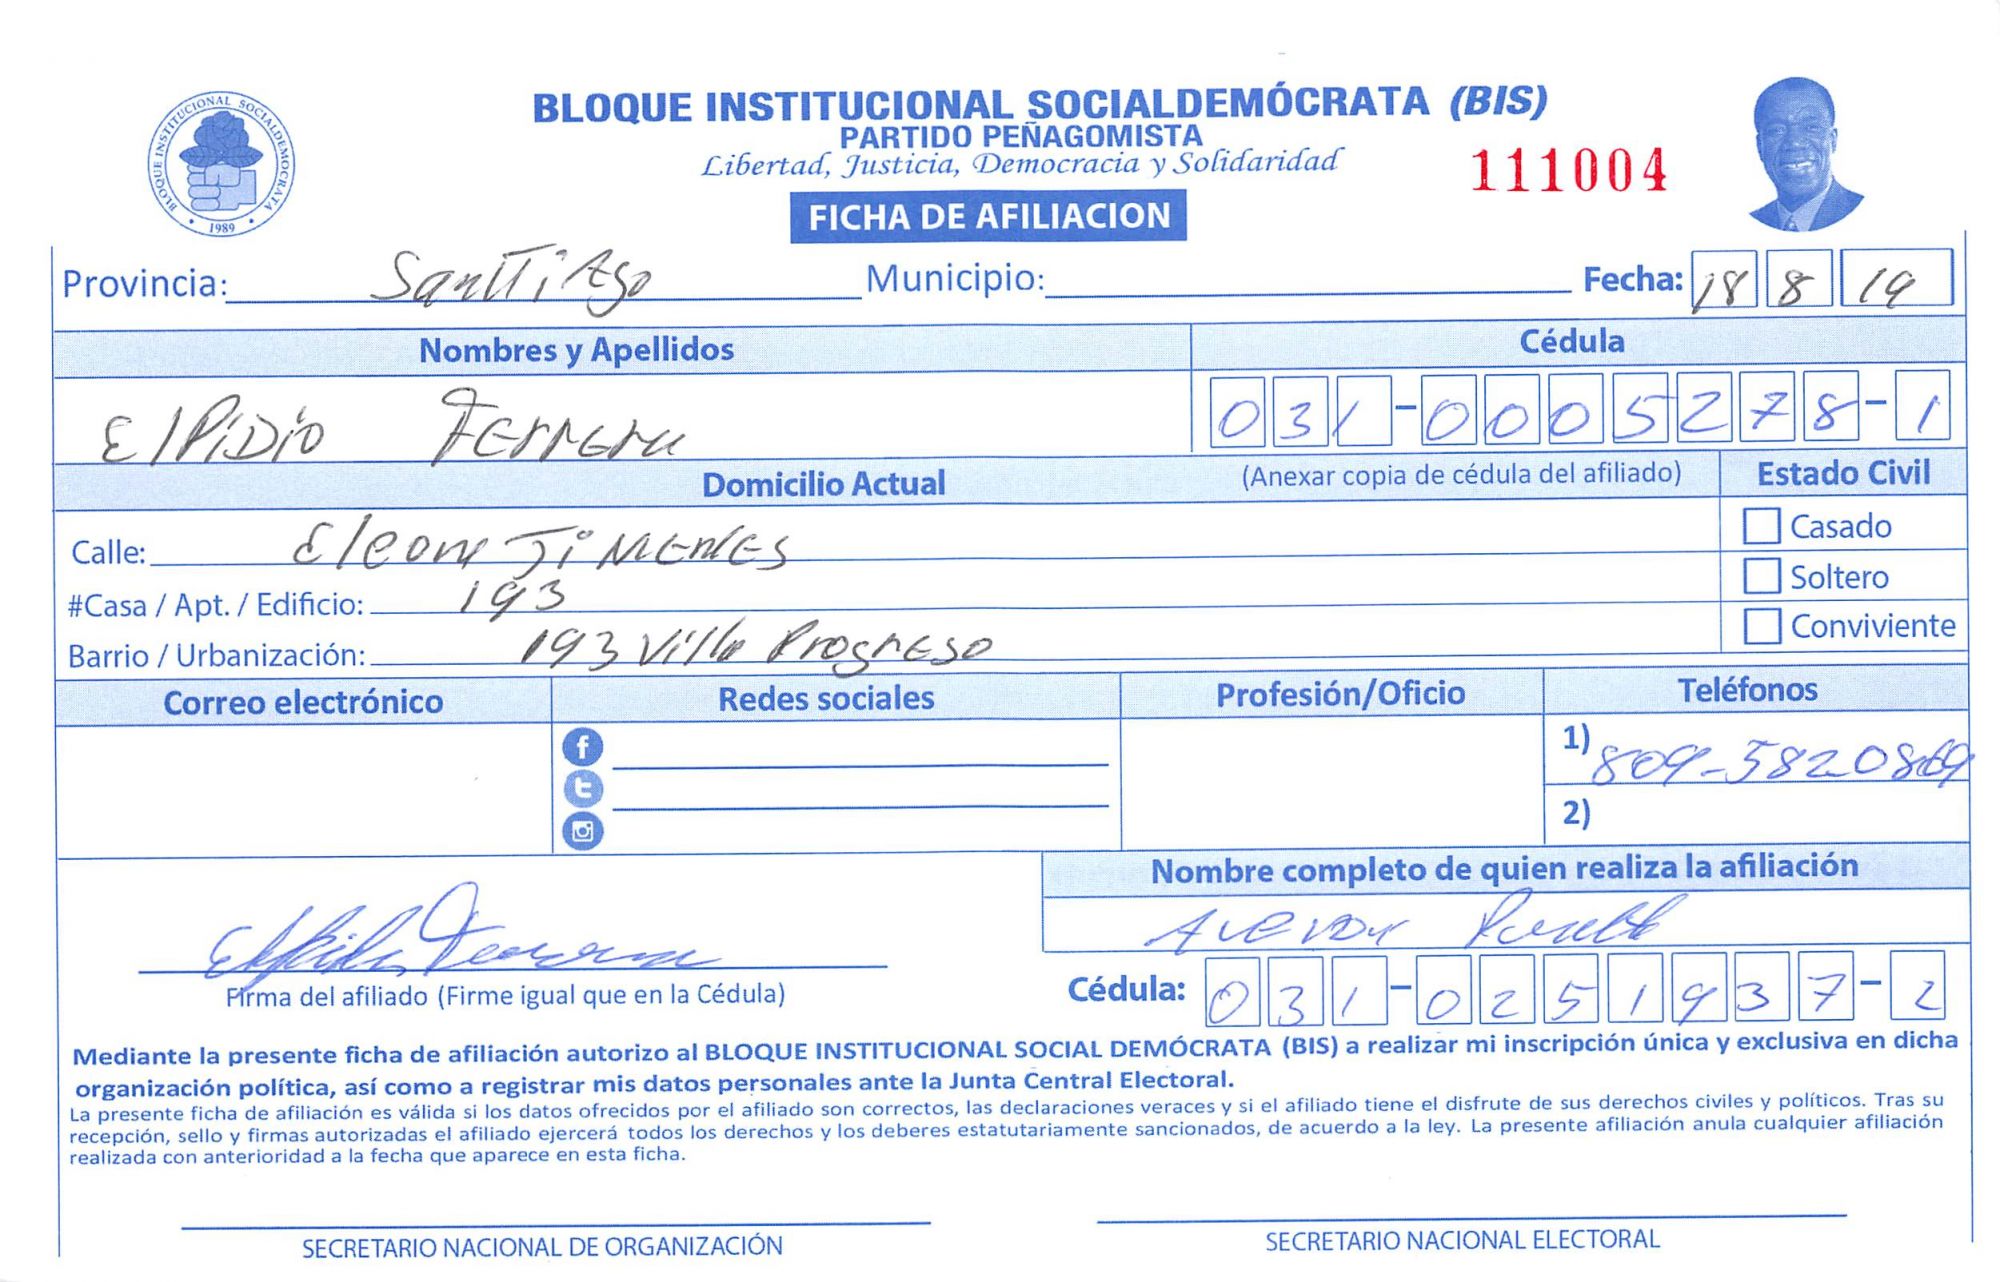 BLOQUE INSTITUCIONAL SOCIALDEMÓCRATA (BIS)
PARTIDO PEÑAGOMISTA
Libertad, Justicia, Democracia y Solidaridad
111004
FICHA DE AFILIACION
BLOQUE INSTITUCIONAL SOCIALDEMOCRATA
1989
Provincia: SanTTiAgo Municipio: Fecha: 18 8 19
Nombres y Apellidos Cédula
ElPiDio Ferrera 031-0005278-1
Domicilio Actual (Anexar copia de cédula del afiliado) Estado Civil
Calle: Eleone JiMENES Casado
#Casa / Apt. / Edificio: 193 Soltero
Barrio / Urbanización: 193 Villa Progreso Conviviente
Correo electrónico Redes sociales Profesión/Oficio Teléfonos
1) 809-5820869
2)
Nombre completo de quien realiza la afiliación
Elpidio Ferrera
Firma del afiliado (Firme igual que en la Cédula)
Cédula: 031-0251937-2
Mediante la presente ficha de afiliación autorizo al BLOQUE INSTITUCIONAL SOCIAL DEMÓCRATA (BIS) a realizar mi inscripción única y exclusiva en dicha
organización política, así como a registrar mis datos personales ante la Junta Central Electoral.
La presente ficha de afiliación es válida si los datos ofrecidos por el afiliado son correctos, las declaraciones veraces y si el afiliado tiene el disfrute de sus derechos civiles y políticos. Tras su
recepción, sello y firmas autorizadas el afiliado ejercerá todos los derechos y los deberes estatutariamente sancionados, de acuerdo a la ley. La presente afiliación anula cualquier afiliación
realizada con anterioridad a la fecha que aparece en esta ficha.
SECRETARIO NACIONAL DE ORGANIZACIÓN
SECRETARIO NACIONAL ELECTORAL